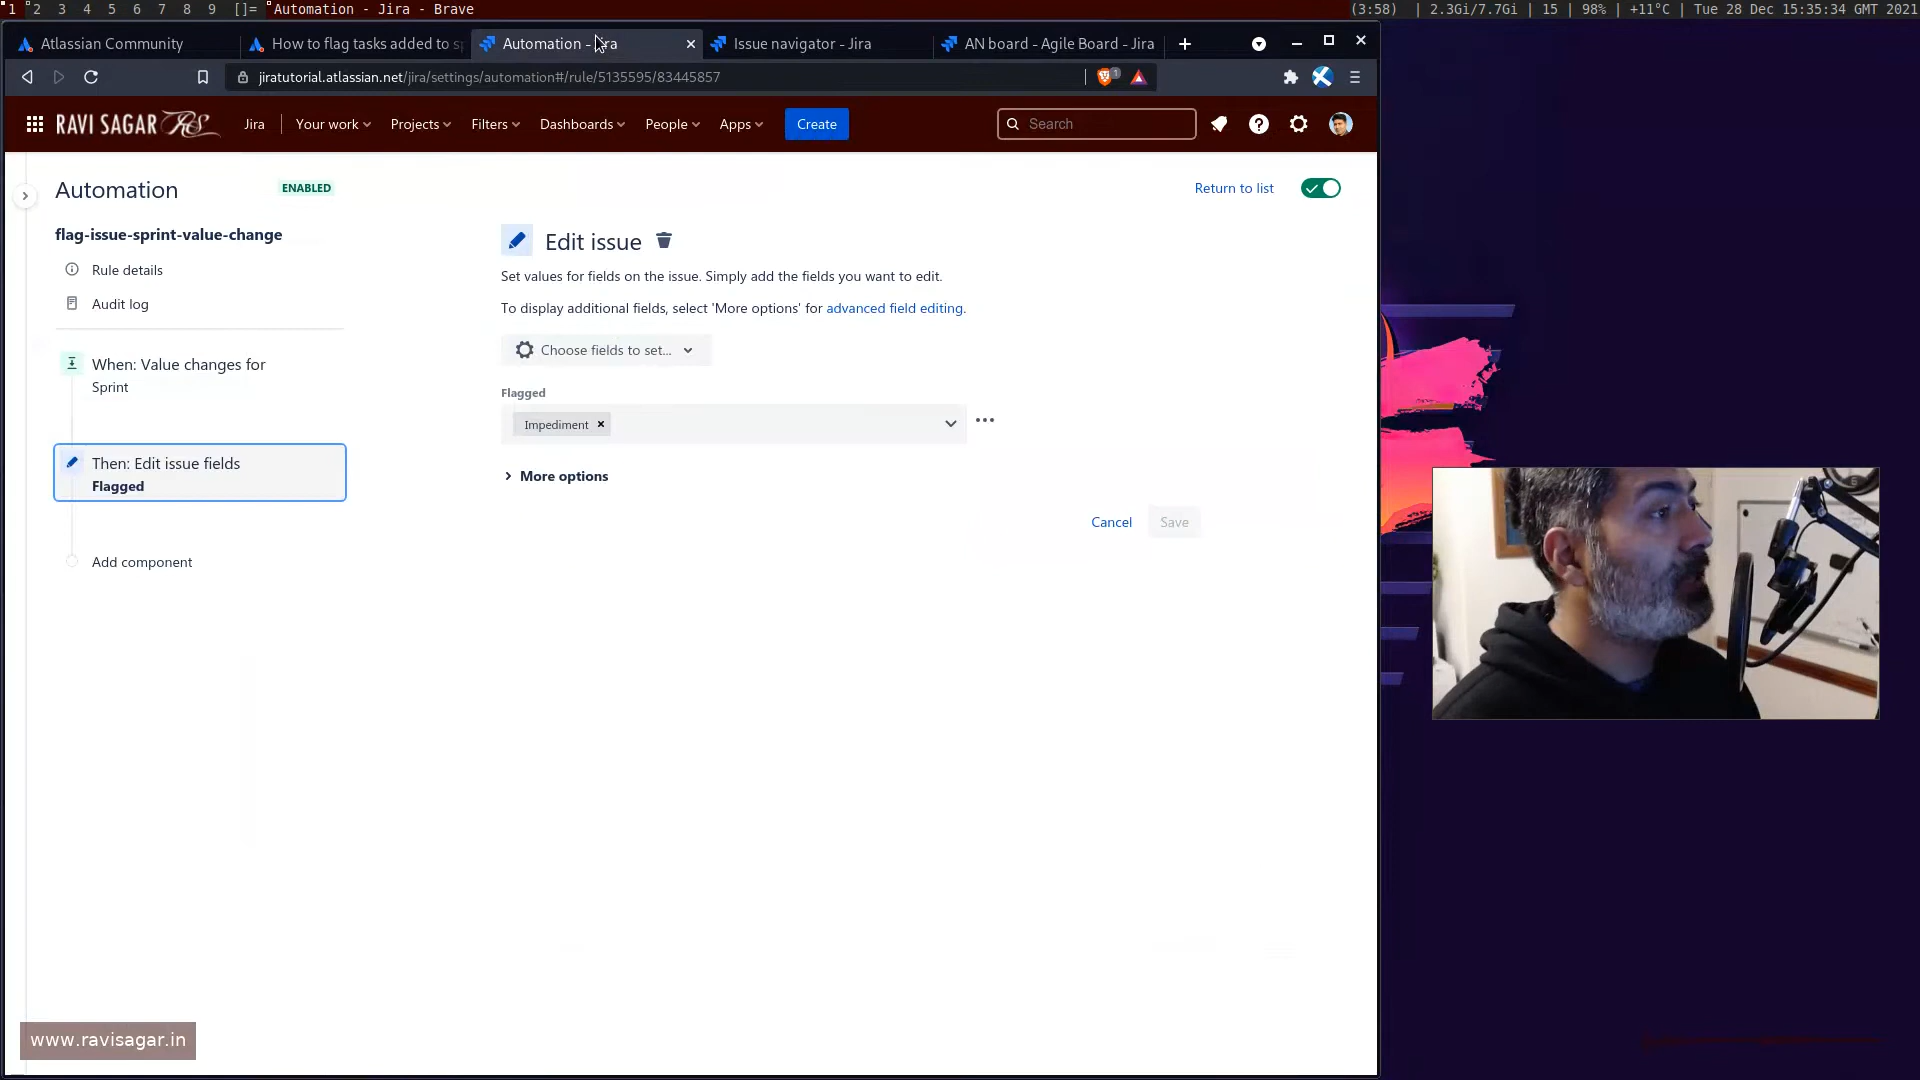 1 2 3 4 5 6 7 8 9 []= Automation - Jira - Brave
(3:58) | 2.3Gi/7.7Gi | 15 | 98% | +11°C | Tue 28 Dec 15:35:34 GMT 2021
Atlassian Community
How to flag tasks added to sp
Automation - Jira
Issue navigator - Jira
AN board - Agile Board - Jira
jiratutorial.atlassian.net/jira/settings/automation#/rule/5135595/83445857
1
RAVI SAGAR RS
Jira
Your work
Projects
Filters
Dashboards
People
Apps
Create
Search
Automation
ENABLED
Return to list
flag-issue-sprint-value-change
Rule details
Audit log
When: Value changes for
Sprint
Then: Edit issue fields
Flagged
Add component
Edit issue
Set values for fields on the issue. Simply add the fields you want to edit.
To display additional fields, select 'More options' for advanced field editing.
Choose fields to set...
Flagged
Impediment
More options
Cancel
Save
www.ravisagar.in